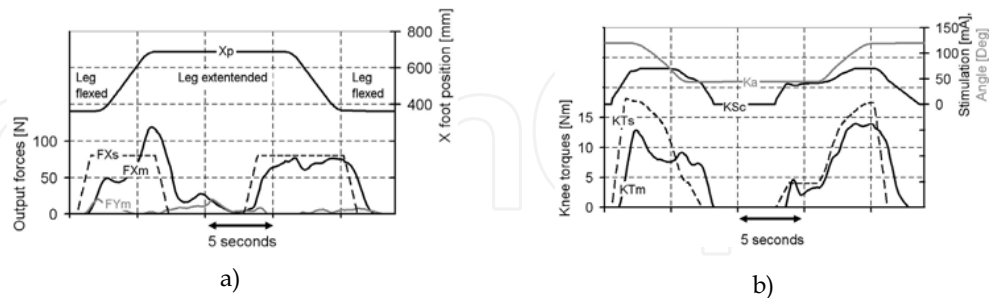 800
600
400
X foot position [mm]
Xp
Leg
flexed
Leg extentended
Leg
flexed
100
50
0
Output forces [N]
FXs
FXm
FYm
5 seconds
a)
150
100
50
0
Stimulation [mA],
Angle [Deg]
Ka
KSc
15
10
5
0
Knee torques [Nm]
KTs
KTm
5 seconds
b)